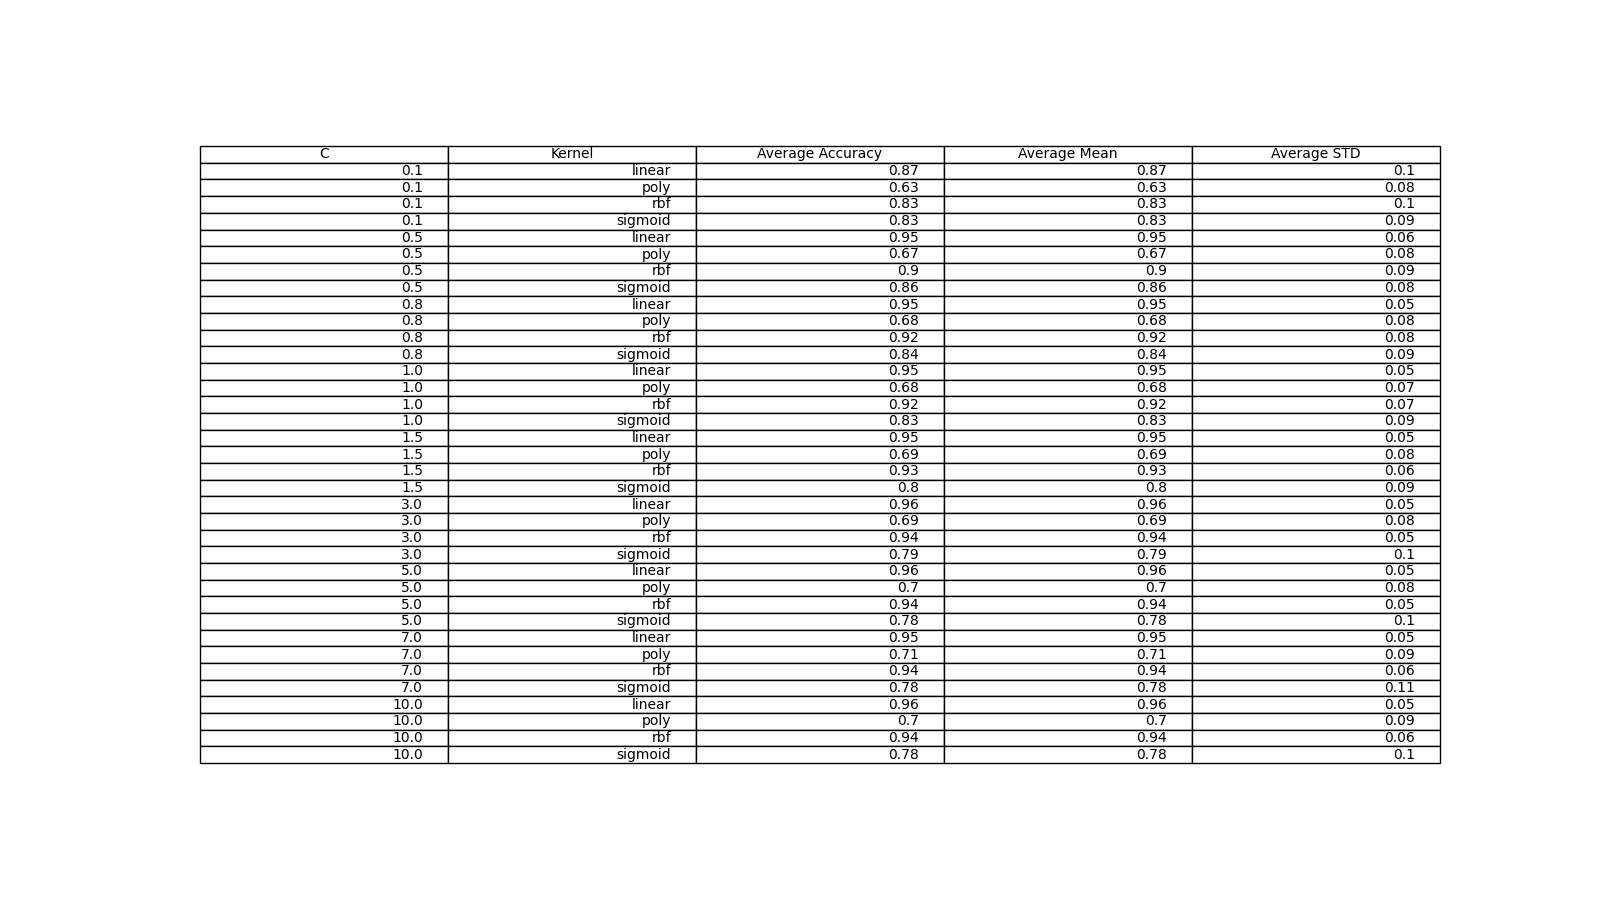 C Kernel Average Accuracy Average Mean Average STD
0.1 linear 0.87 0.87 0.1
0.1 poly 0.63 0.63 0.08
0.1 rbf 0.83 0.83 0.1
0.1 sigmoid 0.83 0.83 0.09
0.5 linear 0.95 0.95 0.06
0.5 poly 0.67 0.67 0.08
0.5 rbf 0.9 0.9 0.09
0.5 sigmoid 0.86 0.86 0.08
0.8 linear 0.95 0.95 0.05
0.8 poly 0.68 0.68 0.08
0.8 rbf 0.92 0.92 0.08
0.8 sigmoid 0.84 0.84 0.09
1.0 linear 0.95 0.95 0.05
1.0 poly 0.68 0.68 0.07
1.0 rbf 0.92 0.92 0.07
1.0 sigmoid 0.83 0.83 0.09
1.5 linear 0.95 0.95 0.05
1.5 poly 0.69 0.69 0.08
1.5 rbf 0.93 0.93 0.06
1.5 sigmoid 0.8 0.8 0.09
3.0 linear 0.96 0.96 0.05
3.0 poly 0.69 0.69 0.08
3.0 rbf 0.94 0.94 0.05
3.0 sigmoid 0.79 0.79 0.1
5.0 linear 0.96 0.96 0.05
5.0 poly 0.7 0.7 0.08
5.0 rbf 0.94 0.94 0.05
5.0 sigmoid 0.78 0.78 0.1
7.0 linear 0.95 0.95 0.05
7.0 poly 0.71 0.71 0.09
7.0 rbf 0.94 0.94 0.06
7.0 sigmoid 0.78 0.78 0.11
10.0 linear 0.96 0.96 0.05
10.0 poly 0.7 0.7 0.09
10.0 rbf 0.94 0.94 0.06
10.0 sigmoid 0.78 0.78 0.1